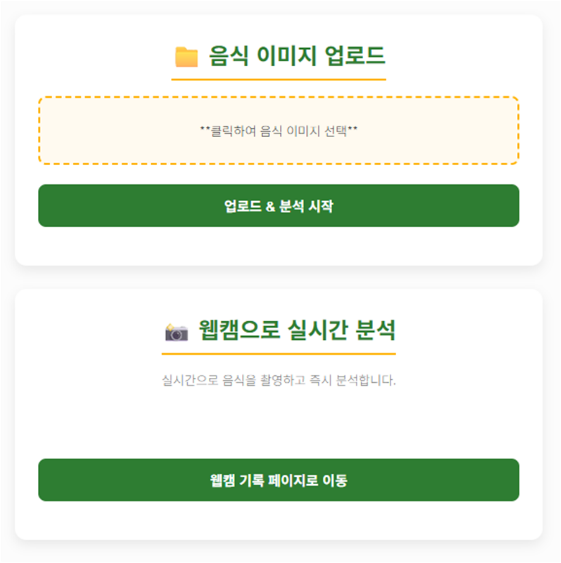 음식 이미지 업로드
**클릭하여 음식 이미지 선택**
업로드 & 분석 시작
웹캠으로 실시간 분석
실시간으로 음식을 촬영하고 즉시 분석합니다.
웹캠 기록 페이지로 이동